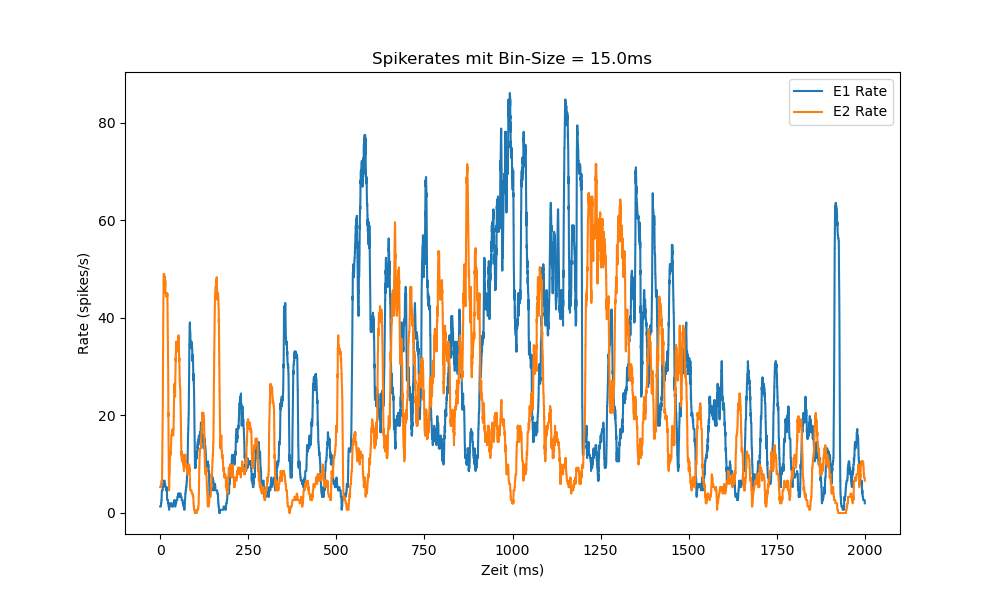 Spikerates mit Bin-Size = 15.0ms
E1 Rate
E2 Rate
80
60
40
20
0
Rate (spikes/s)
0 250 500 750 1000 1250 1500 1750 2000
Zeit (ms)